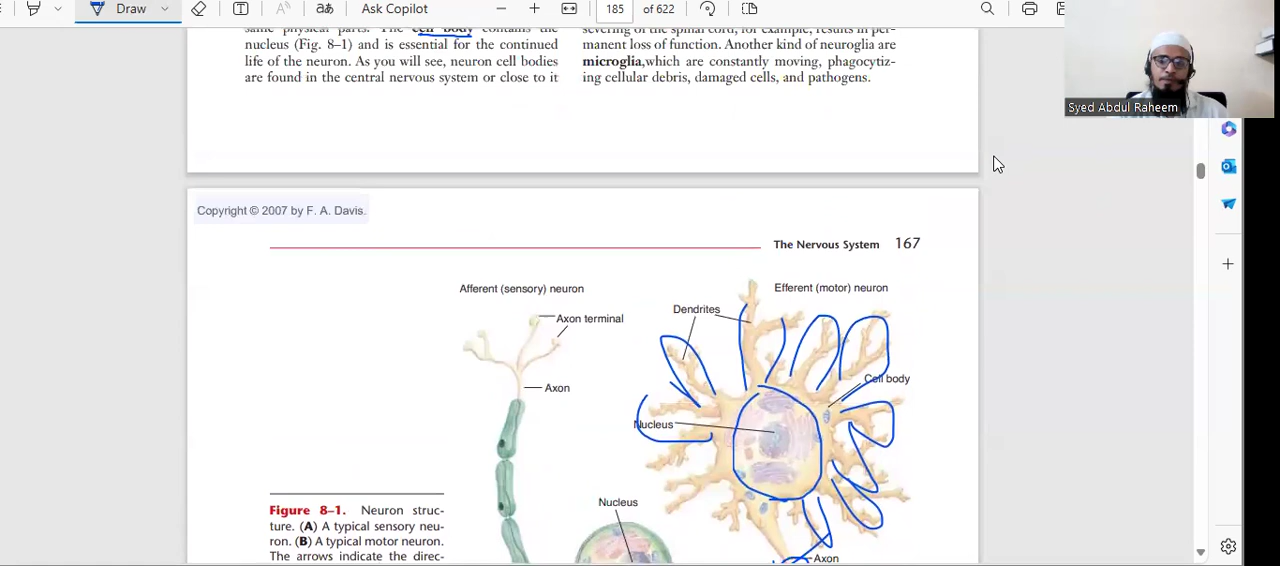 Draw
Ask Copilot
185 of 622
same physical parts. The cell body contains the
nucleus (Fig. 8–1) and is essential for the continued
life of the neuron. As you will see, neuron cell bodies
are found in the central nervous system or close to it
severing of the spinal cord, for example, results in per-
manent loss of function. Another kind of neuroglia are
microglia,which are constantly moving, phagocytiz-
ing cellular debris, damaged cells, and pathogens.
Syed Abdul Raheem
Copyright © 2007 by F. A. Davis.
The Nervous System 167
Afferent (sensory) neuron
Efferent (motor) neuron
Axon terminal
Dendrites
Axon
Cell body
Nucleus
Nucleus
Axon
Figure 8–1. Neuron struc-
ture. (A) A typical sensory neu-
ron. (B) A typical motor neuron.
The arrows indicate the direc-